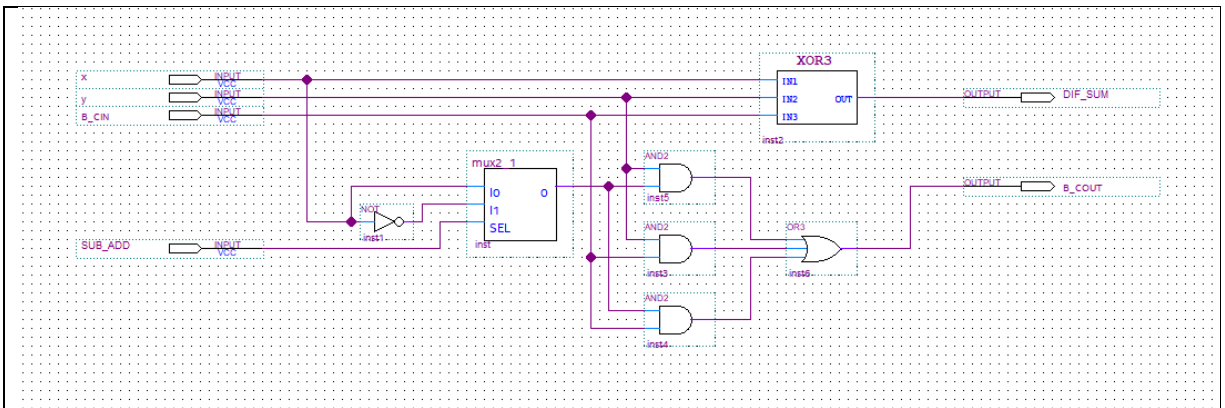 XOR3
x INPUT VCC
IN1
y INPUT VCC
IN2 OUT
OUTPUT DIF_SUM
B_CIN INPUT VCC
IN3
inst2
mux2_1
AND2
I0 O
OUTPUT B_COUT
inst5
NOT
I1
SEL
inst1
inst
SUB_ADD INPUT VCC
AND2
OR3
inst3
inst6
AND2
inst4